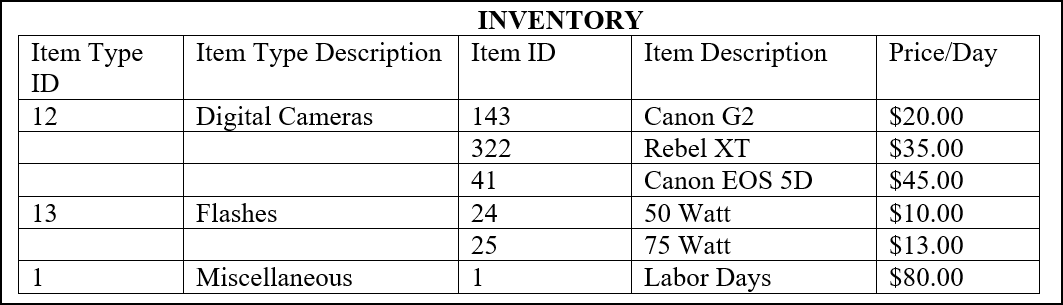 INVENTORY
Item Type ID Item Type Description Item ID Item Description Price/Day
12 Digital Cameras 143 Canon G2 $20.00
322 Rebel XT $35.00
41 Canon EOS 5D $45.00
13 Flashes 24 50 Watt $10.00
25 75 Watt $13.00
1 Miscellaneous 1 Labor Days $80.00